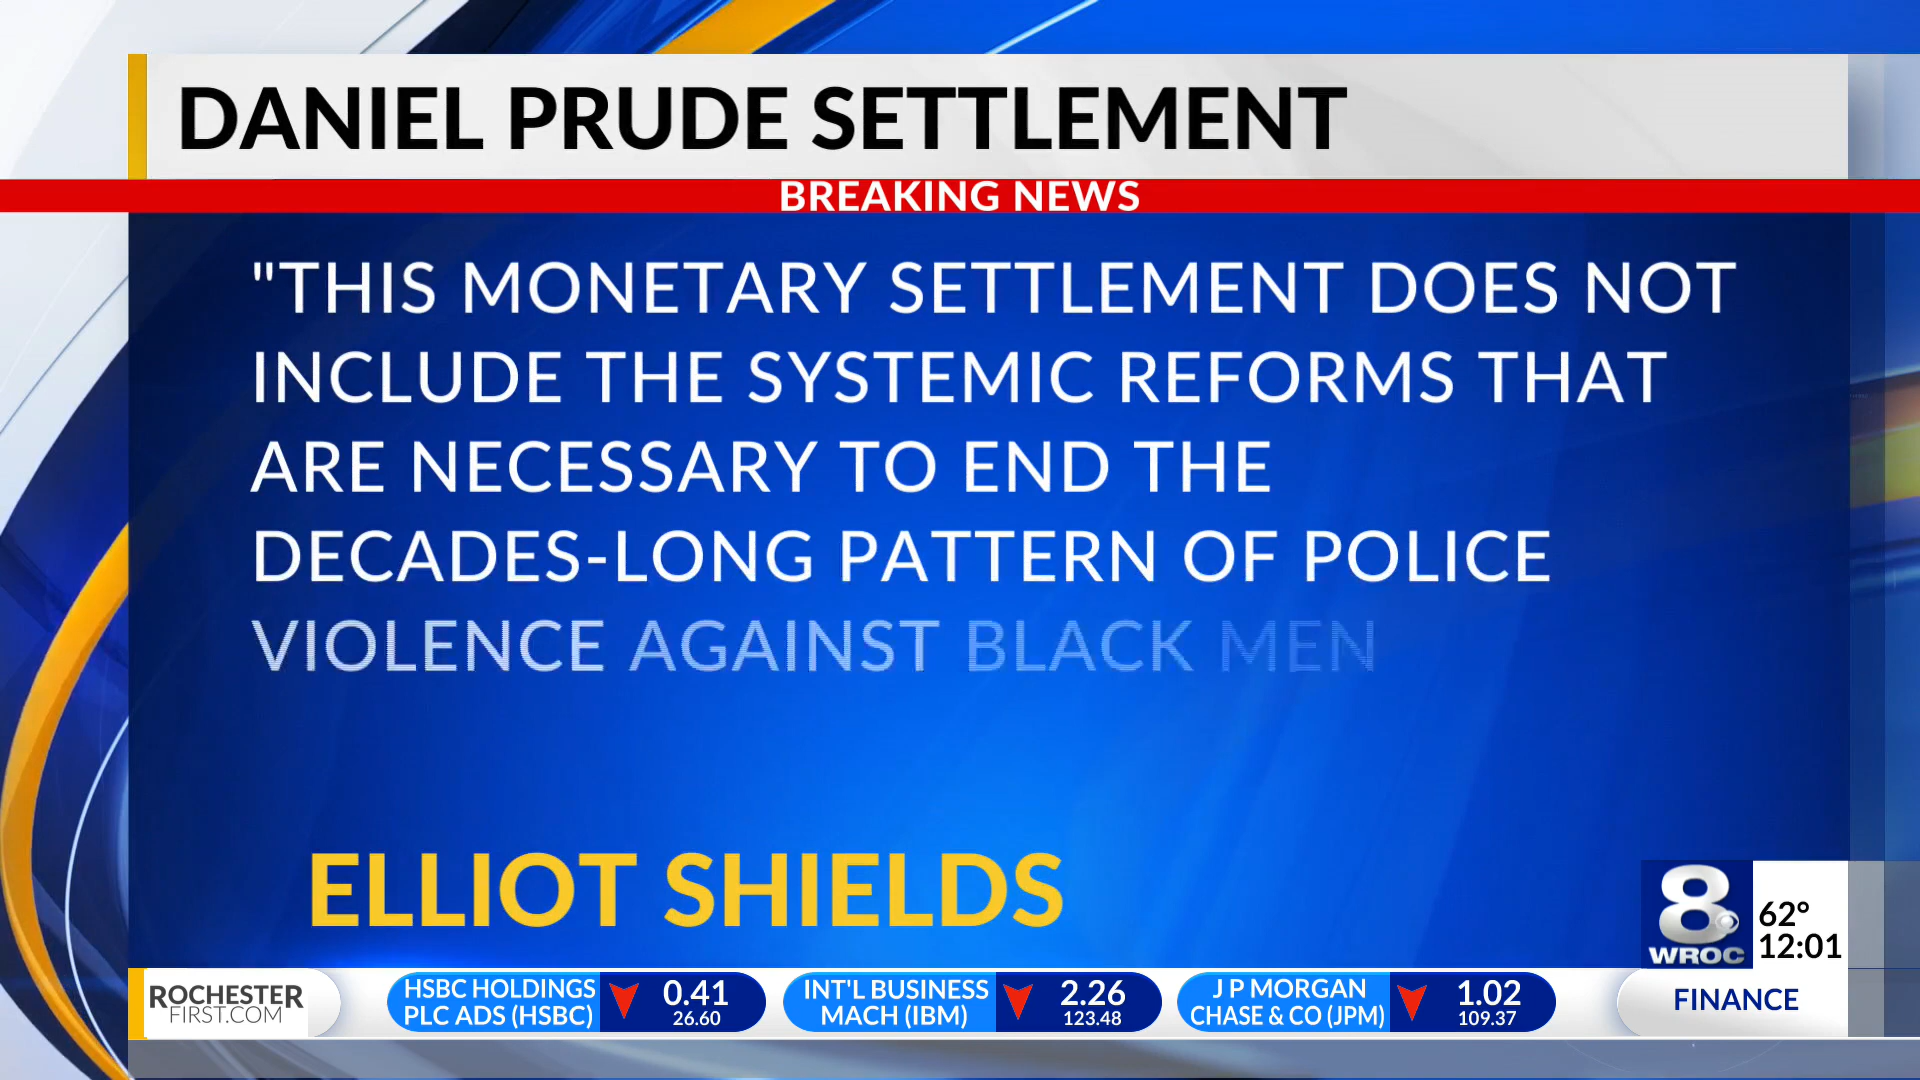 DANIEL PRUDE SETTLEMENT
BREAKING NEWS
"THIS MONETARY SETTLEMENT DOES NOT
INCLUDE THE SYSTEMIC REFORMS THAT
ARE NECESSARY TO END THE
DECADES-LONG PATTERN OF POLICE
VIOLENCE AGAINST BLACK MEN
ELLIOT SHIELDS
8
WROC
62°
12:01
ROCHESTER
FIRST.COM
HSBC HOLDINGS
PLC ADS (HSBC)
0.41
26.60
INT'L BUSINESS
MACH (IBM)
2.26
123.48
J P MORGAN
CHASE & CO (JPM)
1.02
109.37
FINANCE